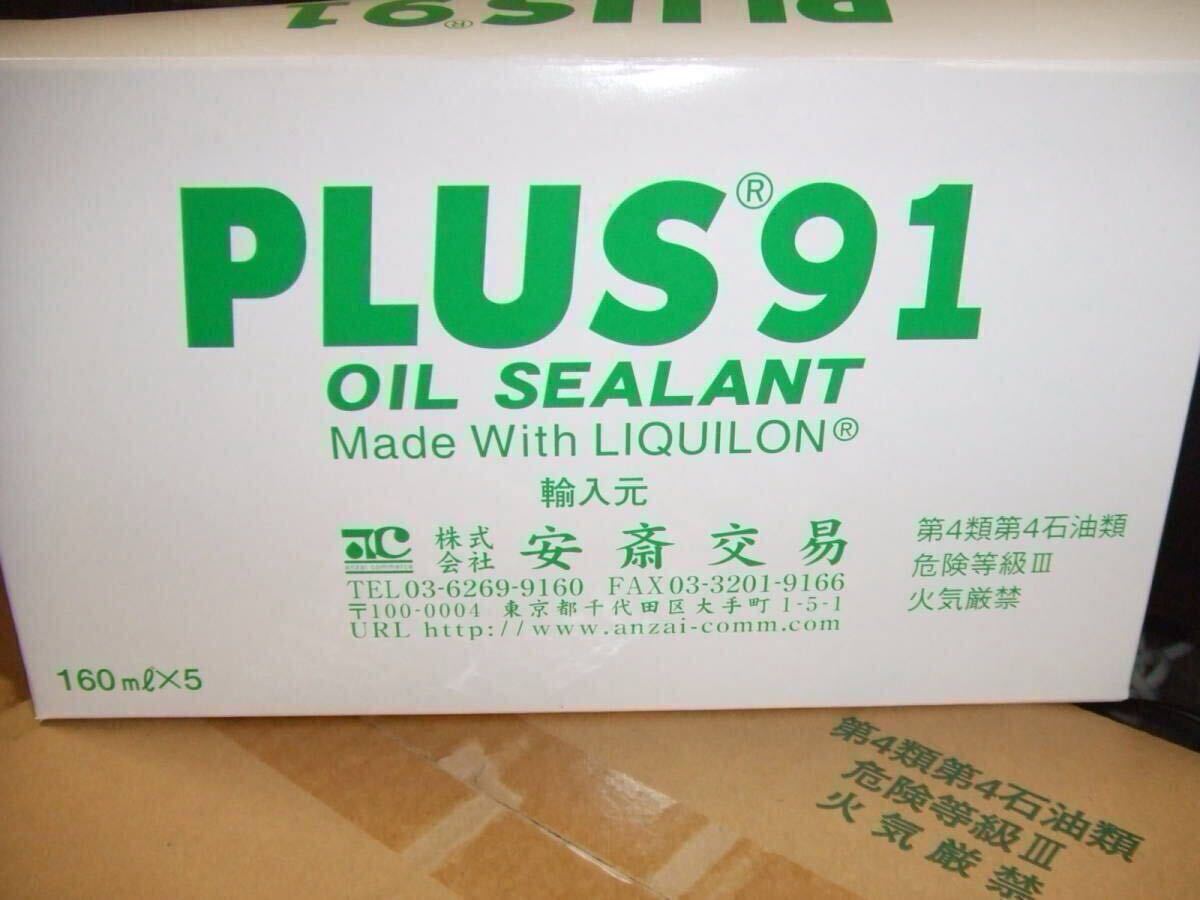 PLUS®91
PLUS®91
OIL SEALANT
Made With LIQUILON®
輸入元
anzai commerce
株式会社 安斎交易
TEL 03-6269-9160 FAX 03-3201-9166
〒100-0004 東京都千代田区大手町1-5-1
URL http://www.anzai-comm.com
第4類第4石油類
危険等級Ⅲ
火気厳禁
160mℓ×5
第4類第4石油類
危険等級Ⅲ
火気厳禁